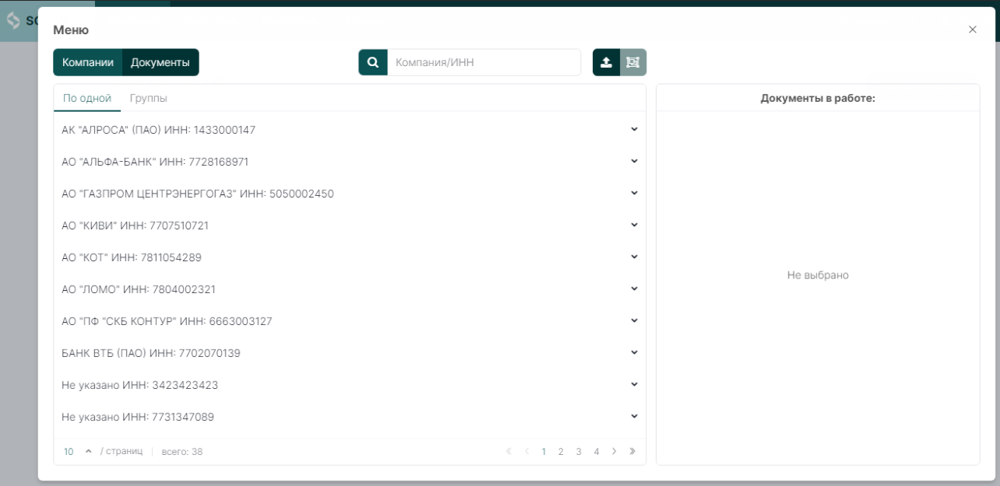 Меню
Компании Документы
Компания/ИНН
По одной Группы
Документы в работе:
АК "АЛРОСА" (ПАО) ИНН: 1433000147
АО "АЛЬФА-БАНК" ИНН: 7728168971
АО "ГАЗПРОМ ЦЕНТРЭНЕРГОГАЗ" ИНН: 5050002450
АО "КИВИ" ИНН: 7707510721
АО "КОТ" ИНН: 7811054289
Не выбрано
АО "ЛОМО" ИНН: 7804002321
АО "ПФ "СКБ КОНТУР" ИНН: 6663003127
БАНК ВТБ (ПАО) ИНН: 7702070139
Не указано ИНН: 3423423423
Не указано ИНН: 7731347089
10 / страниц всего: 38 1 2 3 4